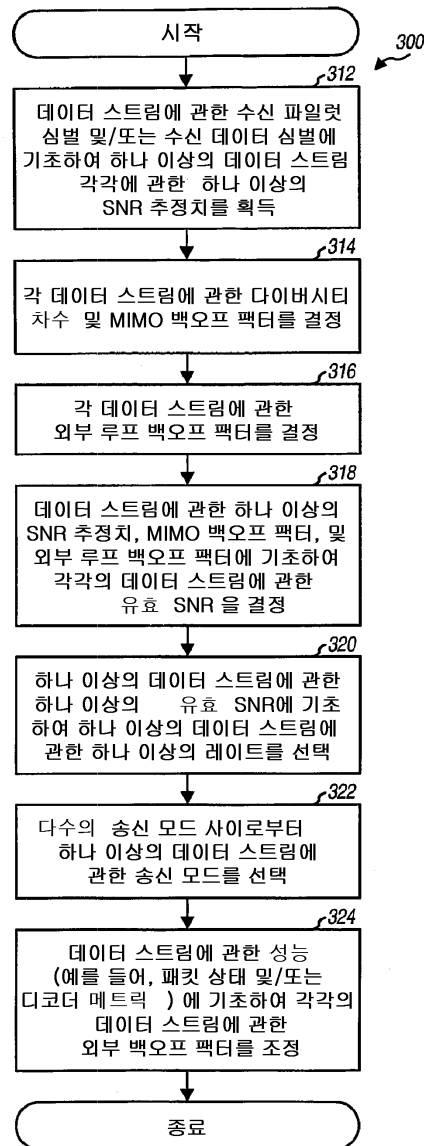 시작
300
312
데이터 스트림에 관한 수신 파일럿
심벌 및/또는 수신 데이터 심벌에
기초하여 하나 이상의 데이터 스트림
각각에 관한 하나 이상의
SNR 추정치를 획득
314
각 데이터 스트림에 관한 다이버시티
차수 및 MIMO 백오프 팩터를 결정
316
각 데이터 스트림에 관한
외부 루프 백오프 팩터를 결정
318
데이터 스트림에 관한 하나 이상의
SNR 추정치, MIMO 백오프 팩터, 및
외부 루프 백오프 팩터에 기초하여
각각의 데이터 스트림에 관한
유효 SNR 을 결정
320
하나 이상의 데이터 스트림에 관한
하나 이상의 유효 SNR에 기초
하여 하나 이상의 데이터 스트림에
관한 하나 이상의 레이트를 선택
322
다수의 송신 모드 사이로부터
하나 이상의 데이터 스트림에
관한 송신 모드를 선택
324
데이터 스트림에 관한 성능
(예를 들어, 패킷 상태 및/또는
디코더 메트릭 ) 에 기초하여 각각의
데이터 스트림에 관한
외부 백오프 팩터를 조정
종료